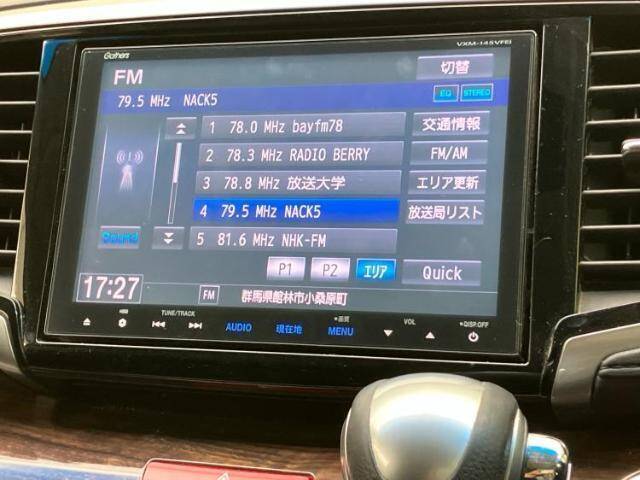 Gathers
VXM-145VFEi
FM
切替
79.5 MHz NACK5
EQ STEREO
1 78.0 MHz bayfm78
交通情報
2 78.3 MHz RADIO BERRY
FM/AM
3 78.8 MHz 放送大学
エリア更新
4 79.5 MHz NACK5
放送局リスト
5 81.6 MHz NHK-FM
Sound
P1 P2 エリア Quick
17:27
FM 群馬県館林市小桑原町
TUNE/TRACK
AUDIO 現在地
●画質
MENU
VOL
●DISP.OFF